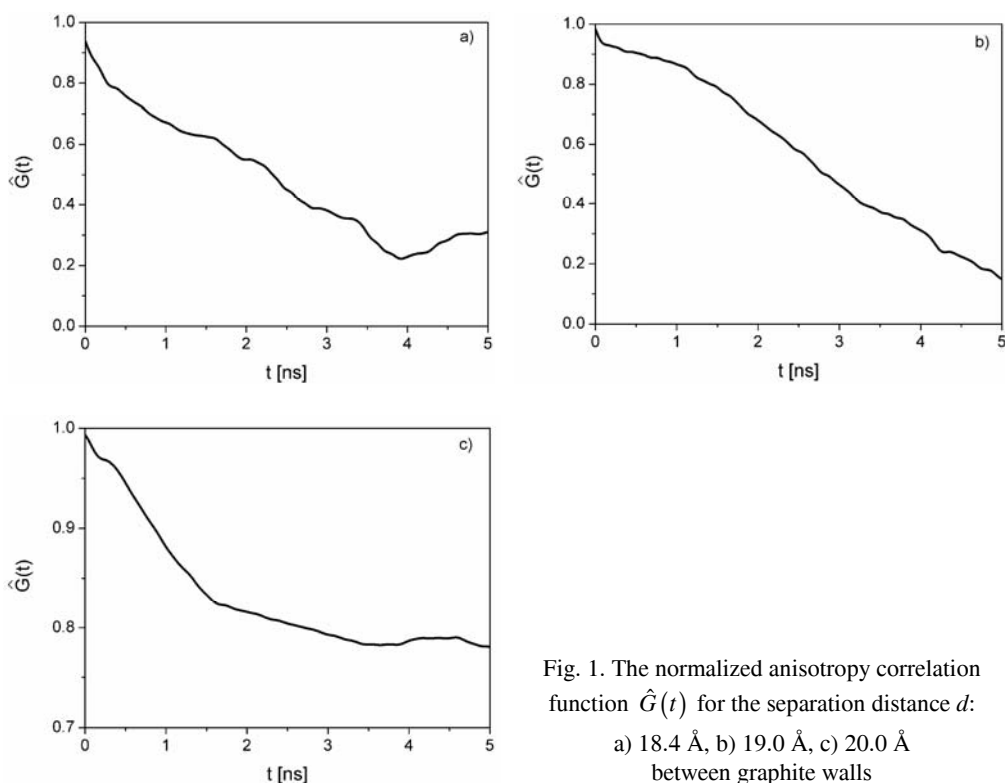 a)
1.0
0.8
0.6
0.4
0.2
0.0
Ĝ(t)
0 1 2 3 4 5
t [ns]
b)
1.0
0.8
0.6
0.4
0.2
0.0
Ĝ(t)
0 1 2 3 4 5
t [ns]
c)
1.0
0.9
0.8
0.7
Ĝ(t)
0 1 2 3 4 5
t [ns]
Fig. 1. The normalized anisotropy correlation
function Ĝ(t) for the separation distance d:
a) 18.4 Å, b) 19.0 Å, c) 20.0 Å
between graphite walls